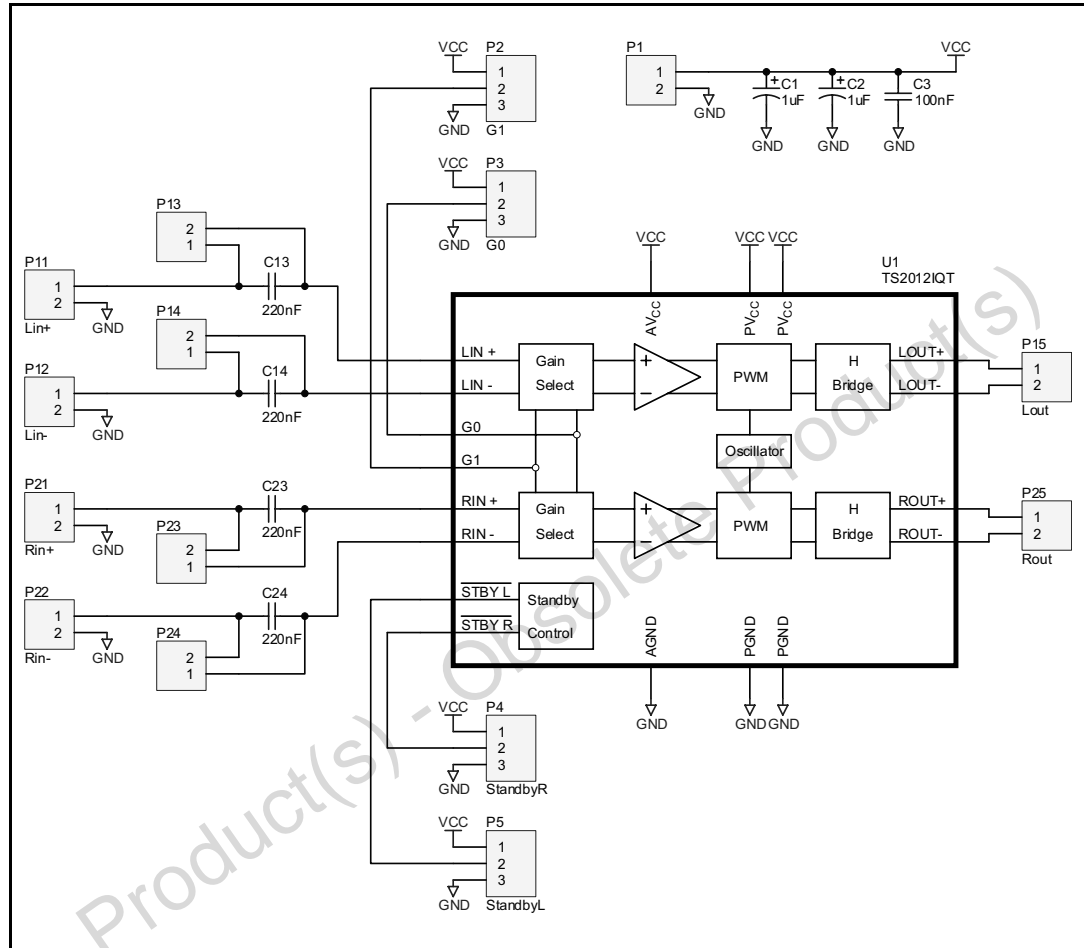 P2
VCC
1
2
3
GND
G1
P1
1
2
GND
VCC
+ C1
1uF
GND
+ C2
1uF
GND
C3
100nF
GND
P3
VCC
1
2
3
GND
G0
P13
2
1
P11
1
2
GND
Lin+
C13
220nF
P14
2
1
P12
1
2
GND
Lin-
C14
220nF
VCC
VCC VCC
U1
TS2012IQT
AVCC
PVCC
PVCC
LIN +
LIN -
Gain
Select
+
-
PWM
H
Bridge
LOUT+
LOUT-
P15
1
2
Lout
G0
G1
Oscillator
P21
1
2
GND
Rin+
C23
220nF
P23
2
1
RIN +
RIN -
Gain
Select
+
-
PWM
H
Bridge
ROUT+
ROUT-
P25
1
2
Rout
P22
1
2
GND
Rin-
C24
220nF
P24
2
1
STBY L
STBY R
Standby
Control
AGND
PGND
PGND
GND
GND GND
P4
VCC
1
2
3
GND
StandbyR
P5
VCC
1
2
3
GND
StandbyL
Product(s) - Obsolete Product(s)